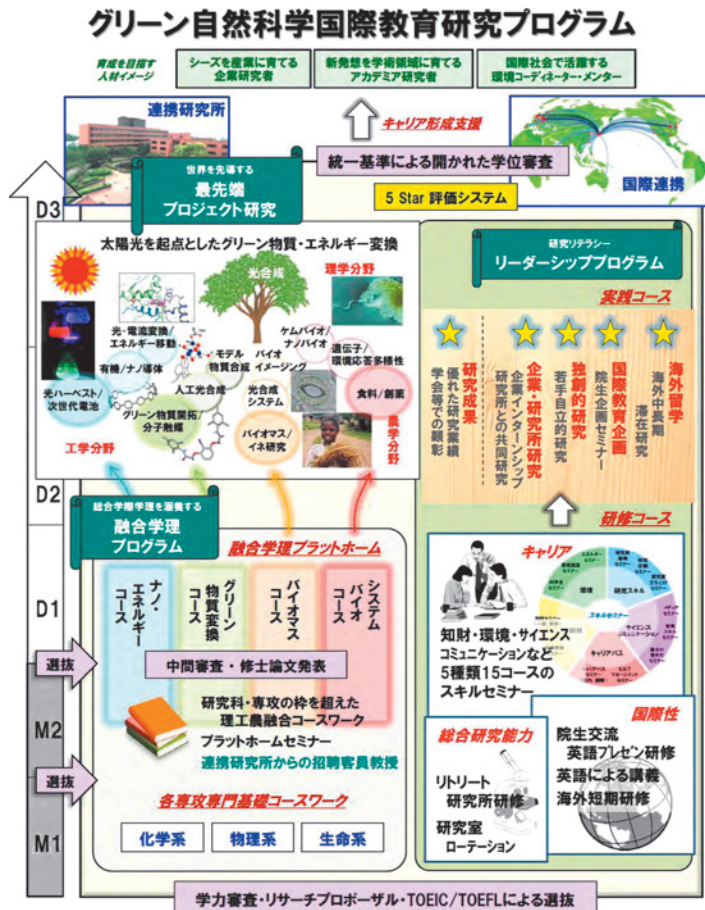 グリーン自然科学国際教育研究プログラム
育成を目指す
人材イメージ
シーズを産業に育てる
企業研究者
新発想を学術領域に育てる
アカデミア研究者
国際社会で活躍する
環境コーディネーター・メンター
連携研究所
キャリア形成支援
統一基準による開かれた学位審査
国際連携
5 Star 評価システム
D3
世界を先導する
最先端
プロジェクト研究
太陽光を起点としたグリーン物質・エネルギー変換
光合成
理学分野
光・電流変換/
エネルギー移動
有機/ナノ導体
光ハーベスト/
次世代電池
モデル
物質合成
バイオ
イメージング
ケムバイオ/
ナノバイオ
遺伝子/
環境応答多様性
人工光合成
光合成
システム
食料/創薬
グリーン物質開拓/
分子触媒
バイオマス/
イネ研究
工学分野
農学分野
研究リテラシー
リーダーシッププログラム
実践コース
海外留学
海外中長期
滞在研究
国際教育企画
院生企画セミナー
独創的研究
若手自立的研究
企業・研究所研究
企業インターンシップ
研究所との共同研究
研究成果
優れた研究業績
学会等での顕彰
D2
総合学際学理を涵養する
融合学理
プログラム
融合学理プラットホーム
ナノ・
エネルギー
コース
グリーン
物質変換
コース
バイオマス
コース
システム
バイオ
コース
D1
選抜
中間審査・修士論文発表
研究科・専攻の枠を超えた
理工農融合コースワーク
プラットホームセミナー
連携研究所からの招聘客員教授
M2
選抜
各専攻専門基礎コースワーク
化学系
物理系
生命系
M1
研修コース
キャリア
環境
研究スキル
スキルセミナー
サイエンス
コミュニケーション
キャリアパス
知財・環境・サイエンス
コミュニケーションなど
5種類15コースの
スキルセミナー
総合研究能力
リトリート
研究所研修
研究室
ローテーション
国際性
院生交流
英語プレゼン研修
英語による講義
海外短期研修
学力審査・リサーチプロポーザル・TOEIC/TOEFLによる選抜